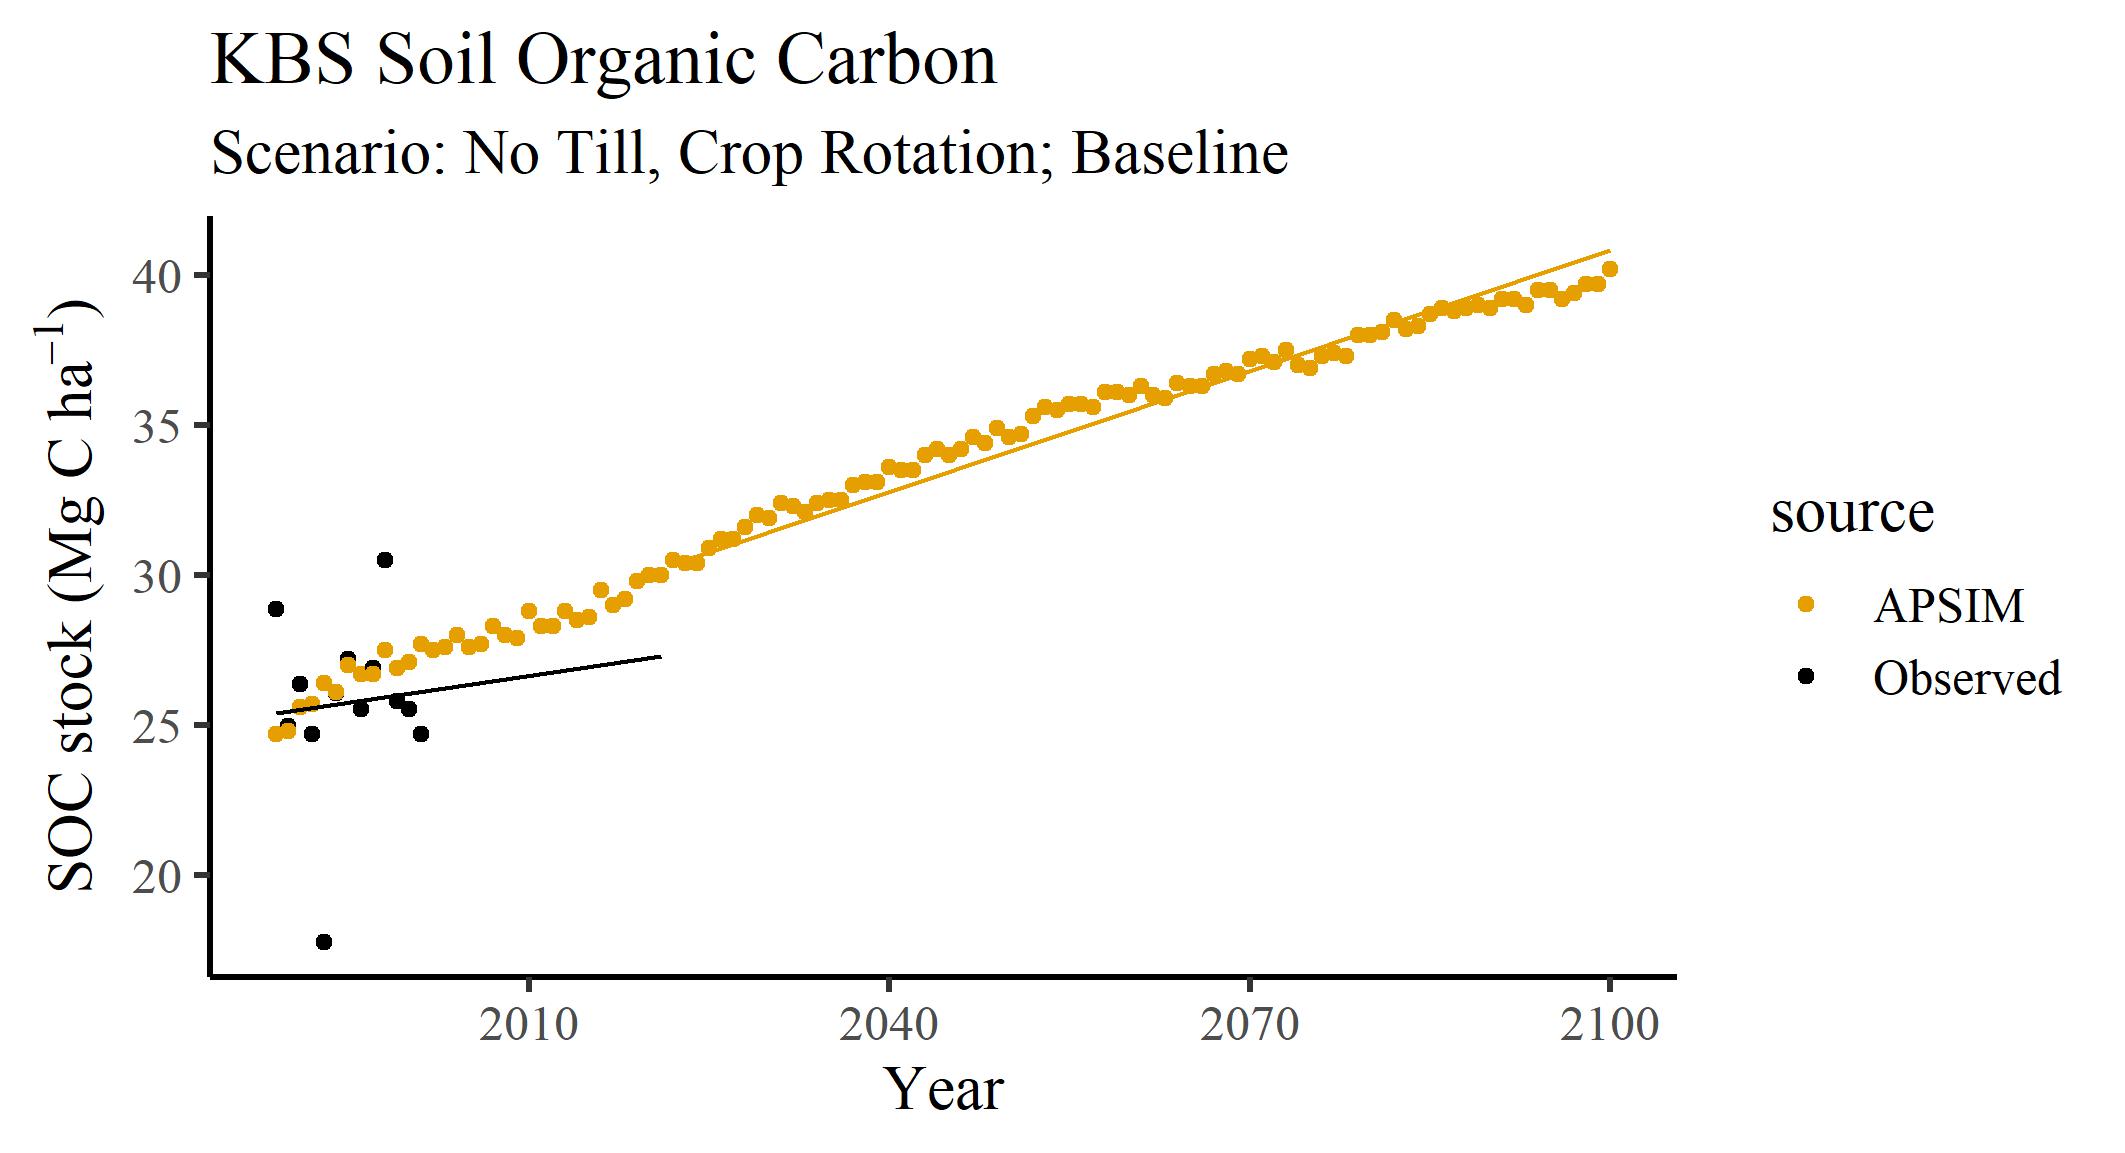 KBS Soil Organic Carbon
Scenario: No Till, Crop Rotation; Baseline
SOC stock (Mg C ha⁻¹)
40
35
30
25
20
2010
2040
2070
2100
Year
source
APSIM
Observed